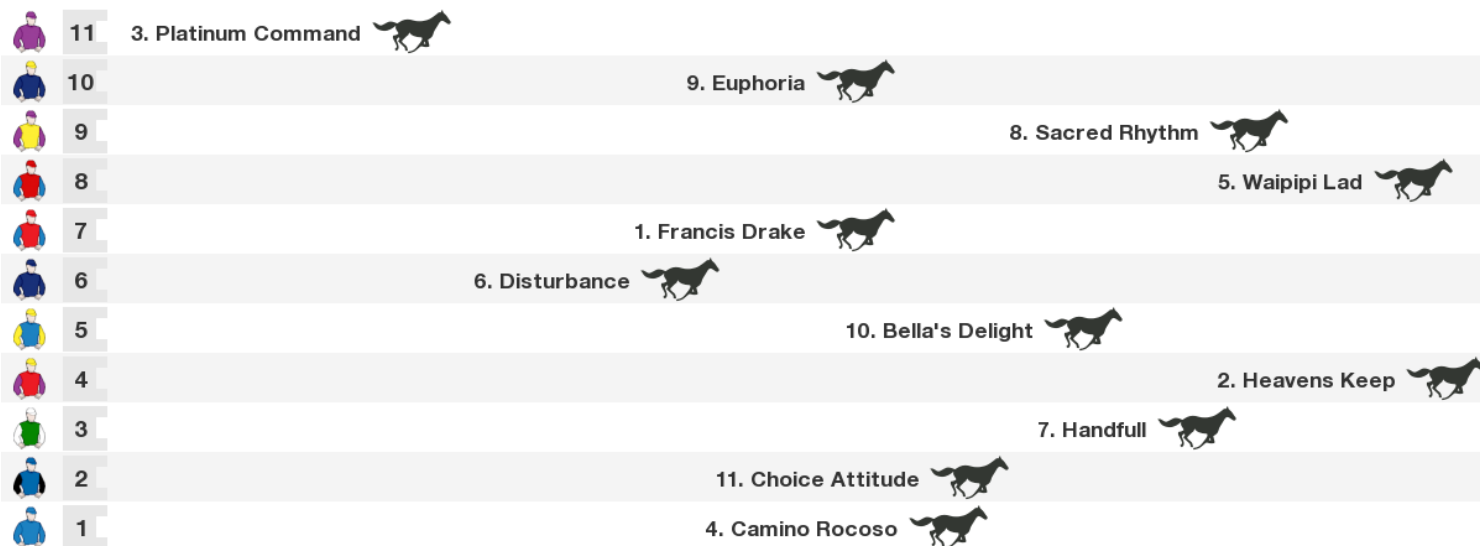 11 3. Platinum Command
10 9. Euphoria
9 8. Sacred Rhythm
8 5. Waipipi Lad
7 1. Francis Drake
6 6. Disturbance
5 10. Bella's Delight
4 2. Heavens Keep
3 7. Handfull
2 11. Choice Attitude
1 4. Camino Rocoso